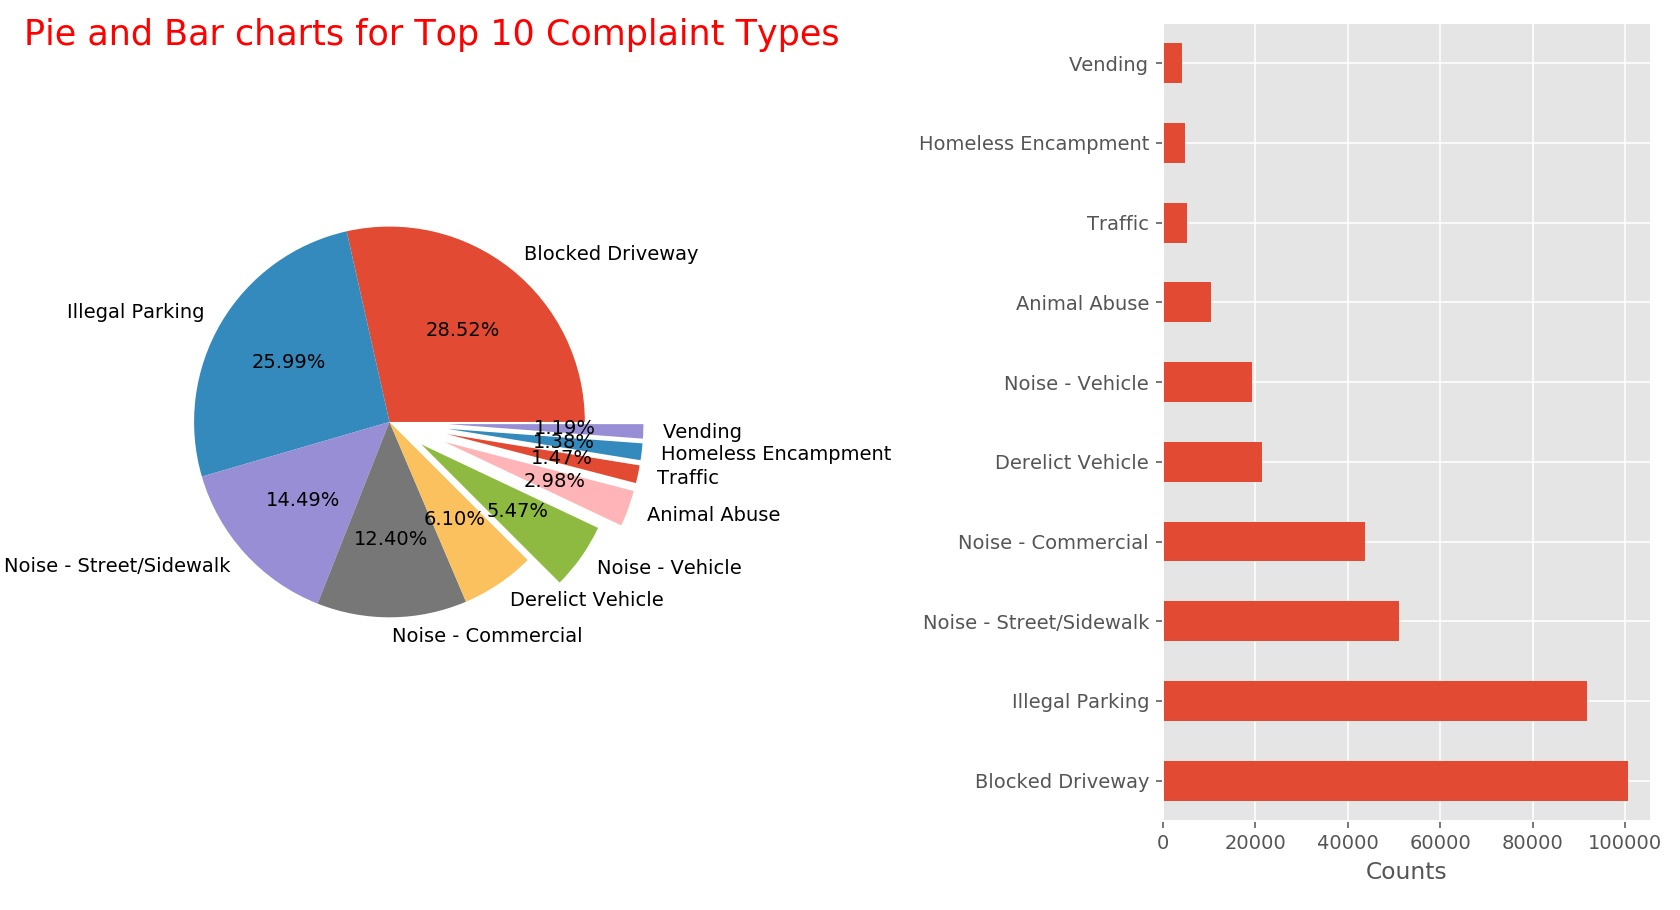 Pie and Bar charts for Top 10 Complaint Types
Blocked Driveway
Illegal Parking
28.52%
25.99%
1.19%
Vending
1.38%
Homeless Encampment
1.47%
Traffic
2.98%
14.49%
5.47%
Animal Abuse
6.10%
12.40%
Noise - Street/Sidewalk
Noise - Vehicle
Derelict Vehicle
Noise - Commercial
Vending
Homeless Encampment
Traffic
Animal Abuse
Noise - Vehicle
Derelict Vehicle
Noise - Commercial
Noise - Street/Sidewalk
Illegal Parking
Blocked Driveway
0 20000 40000 60000 80000 100000
Counts